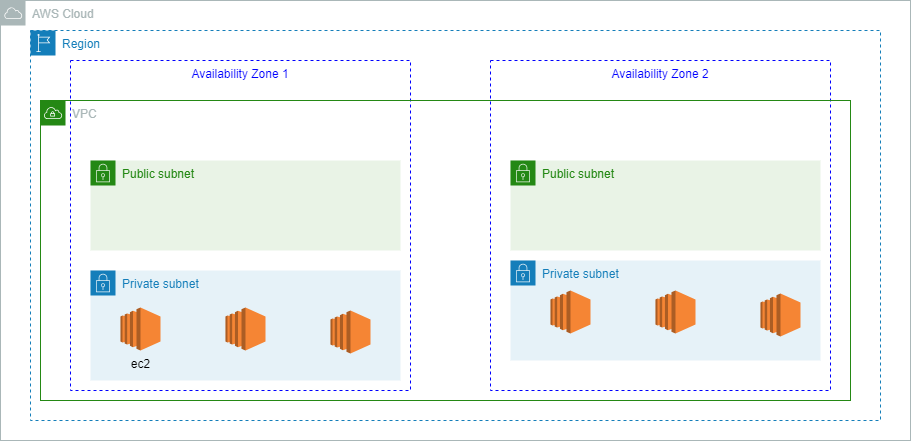 AWS Cloud
Region
Availability Zone 1
Availability Zone 2
VPC
Public subnet
Public subnet
Private subnet
Private subnet
ec2